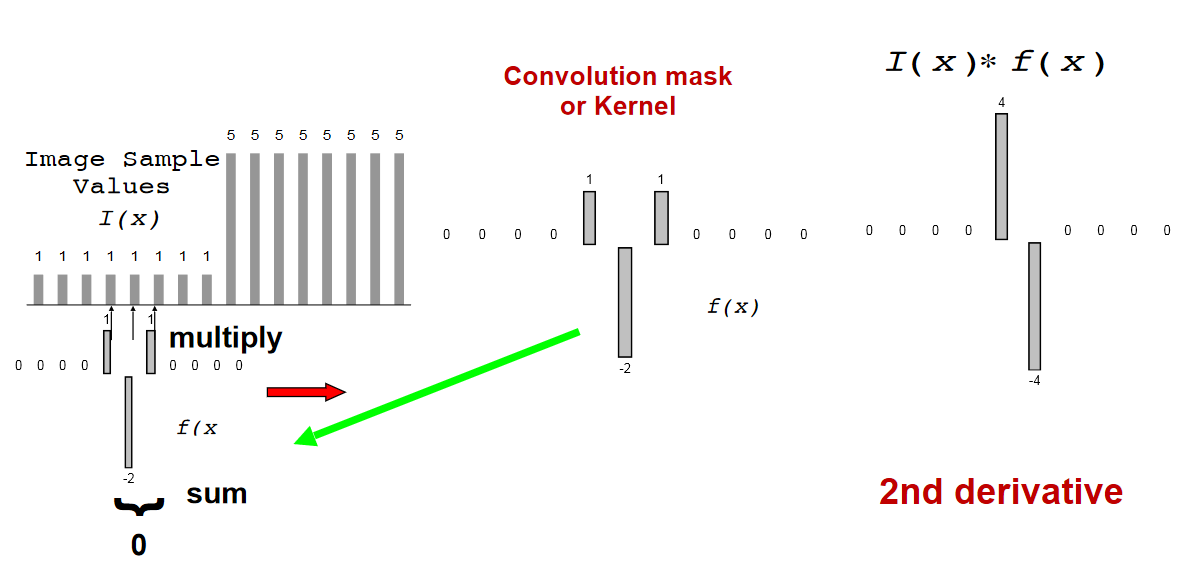 I(x)* f(x)
Convolution mask
or Kernel
4
5 5 5 5 5 5 5 5
Image Sample
Values
I(x)
1 1
0 0 0 0 0 0 0 0
0 0 0 0 0 0 0 0
1 1 1 1 1 1 1 1
f(x)
1 1
multiply
0 0 0 0 0 0 0 0
-2
-4
f(x
-2
sum
2nd derivative
0